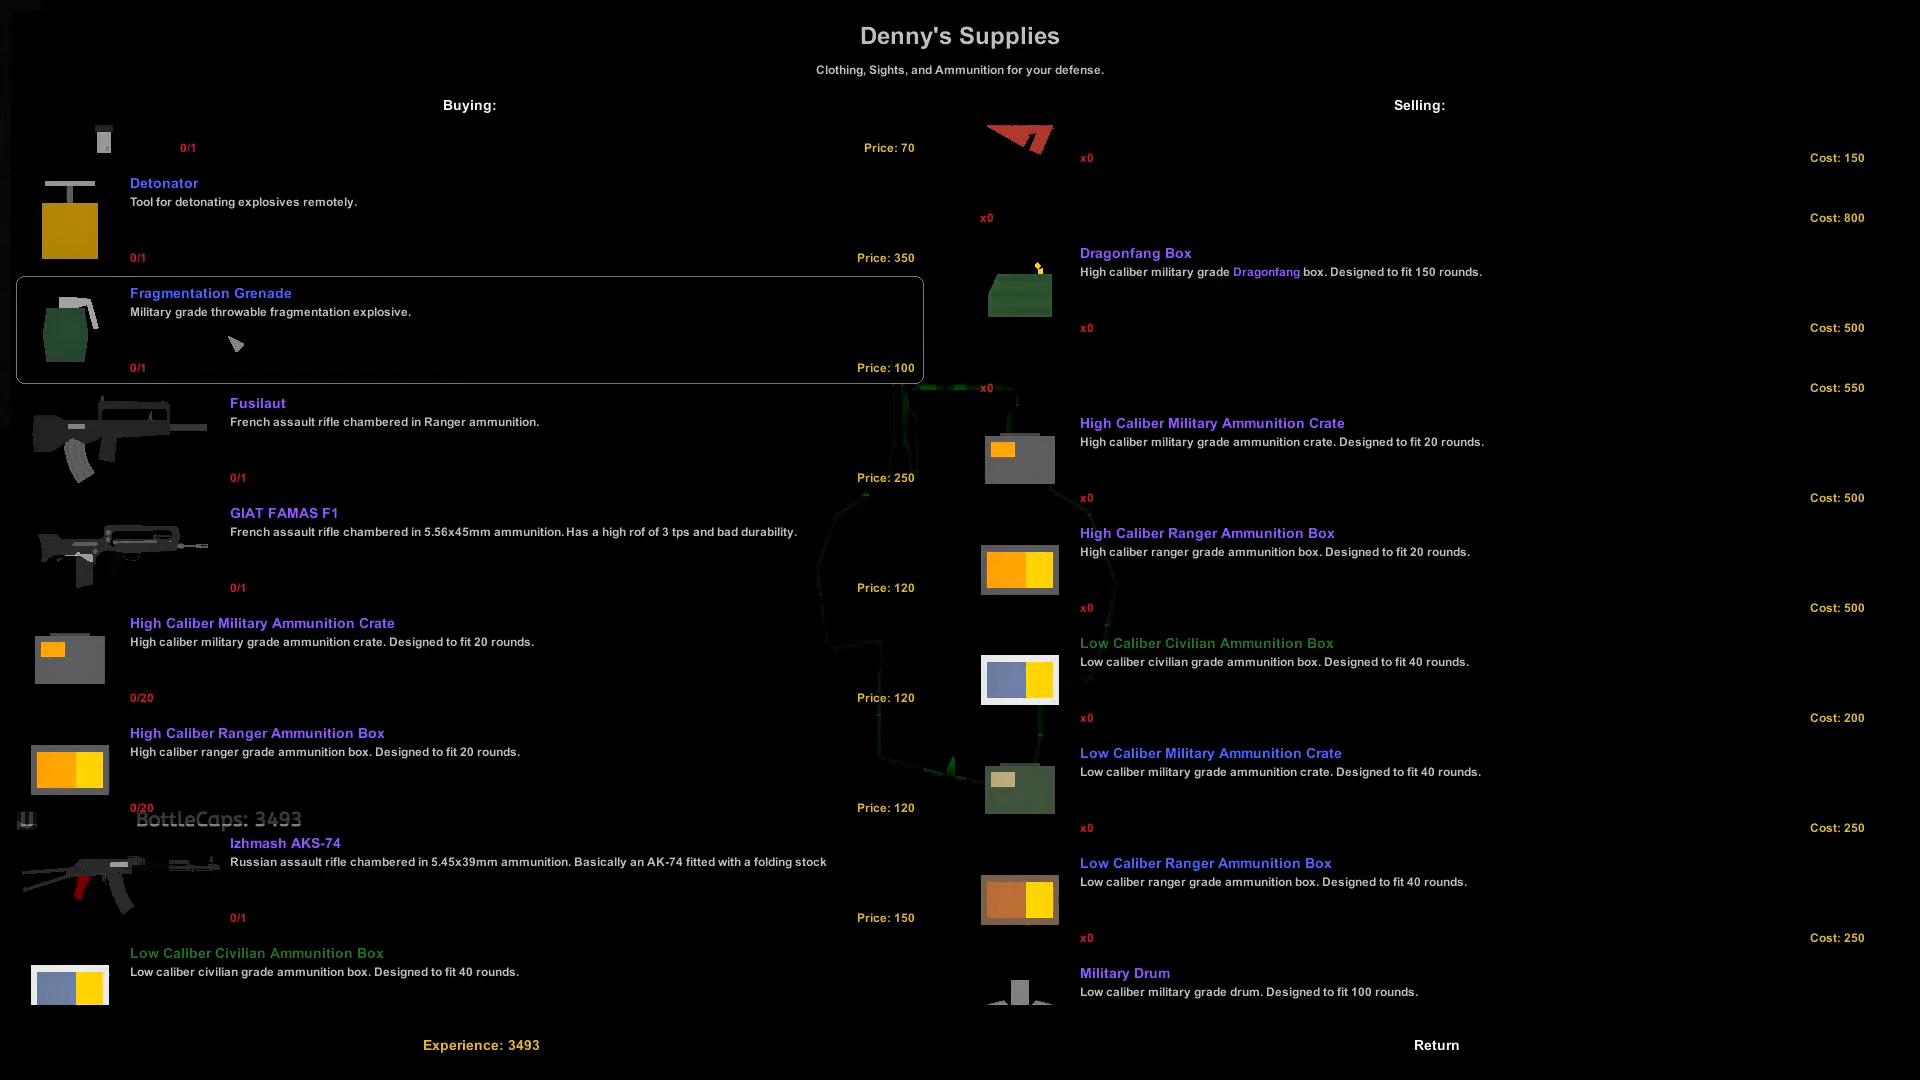 Denny's Supplies
Clothing, Sights, and Ammunition for your defense.
Buying:
0/1
Price: 70
Detonator
Tool for detonating explosives remotely.
0/1
Price: 350
Fragmentation Grenade
Military grade throwable fragmentation explosive.
0/1
Price: 100
Fusilaut
French assault rifle chambered in Ranger ammunition.
0/1
Price: 250
GIAT FAMAS F1
French assault rifle chambered in 5.56x45mm ammunition. Has a high rof of 3 tps and bad durability.
0/1
Price: 120
High Caliber Military Ammunition Crate
High caliber military grade ammunition crate. Designed to fit 20 rounds.
0/20
Price: 120
High Caliber Ranger Ammunition Box
High caliber ranger grade ammunition box. Designed to fit 20 rounds.
0/20
Price: 120
BottleCaps: 3493
Izhmash AKS-74
Russian assault rifle chambered in 5.45x39mm ammunition. Basically an AK-74 fitted with a folding stock
0/1
Price: 150
Low Caliber Civilian Ammunition Box
Low caliber civilian grade ammunition box. Designed to fit 40 rounds.
Experience: 3493
Selling:
x0
Cost: 150
x0
Cost: 800
Dragonfang Box
High caliber military grade Dragonfang box. Designed to fit 150 rounds.
x0
Cost: 500
x0
Cost: 550
High Caliber Military Ammunition Crate
High caliber military grade ammunition crate. Designed to fit 20 rounds.
x0
Cost: 500
High Caliber Ranger Ammunition Box
High caliber ranger grade ammunition box. Designed to fit 20 rounds.
x0
Cost: 500
Low Caliber Civilian Ammunition Box
Low caliber civilian grade ammunition box. Designed to fit 40 rounds.
x0
Cost: 200
Low Caliber Military Ammunition Crate
Low caliber military grade ammunition crate. Designed to fit 40 rounds.
x0
Cost: 250
Low Caliber Ranger Ammunition Box
Low caliber ranger grade ammunition box. Designed to fit 40 rounds.
x0
Cost: 250
Military Drum
Low caliber military grade drum. Designed to fit 100 rounds.
Return